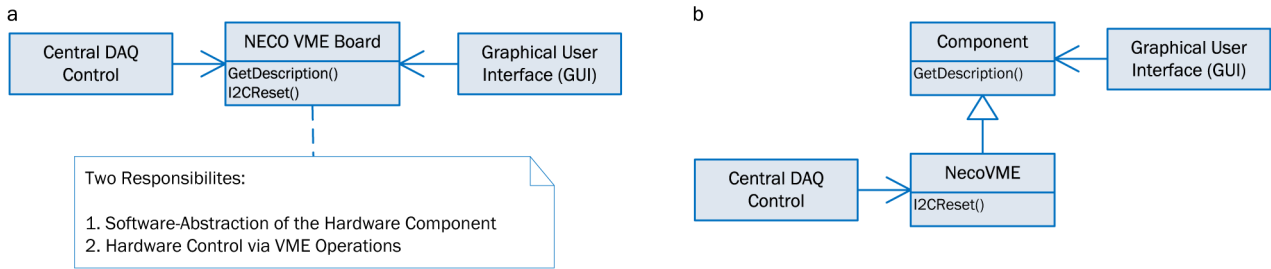 a
Central DAQ
Control
NECO VME Board
GetDescription()
I2CReset()
Graphical User
Interface (GUI)
Two Responsibilites:
1. Software-Abstraction of the Hardware Component
2. Hardware Control via VME Operations
b
Component
GetDescription()
Graphical User
Interface (GUI)
Central DAQ
Control
NecoVME
I2CReset()